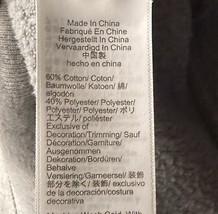 Made In China
Fabriqué En Chine
Hergestellt In China
Vervaardigd In China
中国製
hecho en china
60% Cotton/ Coton/
Baumwolle/ Katoen/ 綿/
algodón
40% Polyester/ Polyester/
Polyester/ Polyester/ ポリ
エステル/ poliéster
Exclusive of
Decoration/Trimming/ Sauf
Décoration/Garniture/
Ausgenommen
Dekoration/Bordüren/
Behalve
Versiering/Garneersel/ 装飾
部分を除く/ exclusivo de
la decoración/decorativa
Wash Cold, With